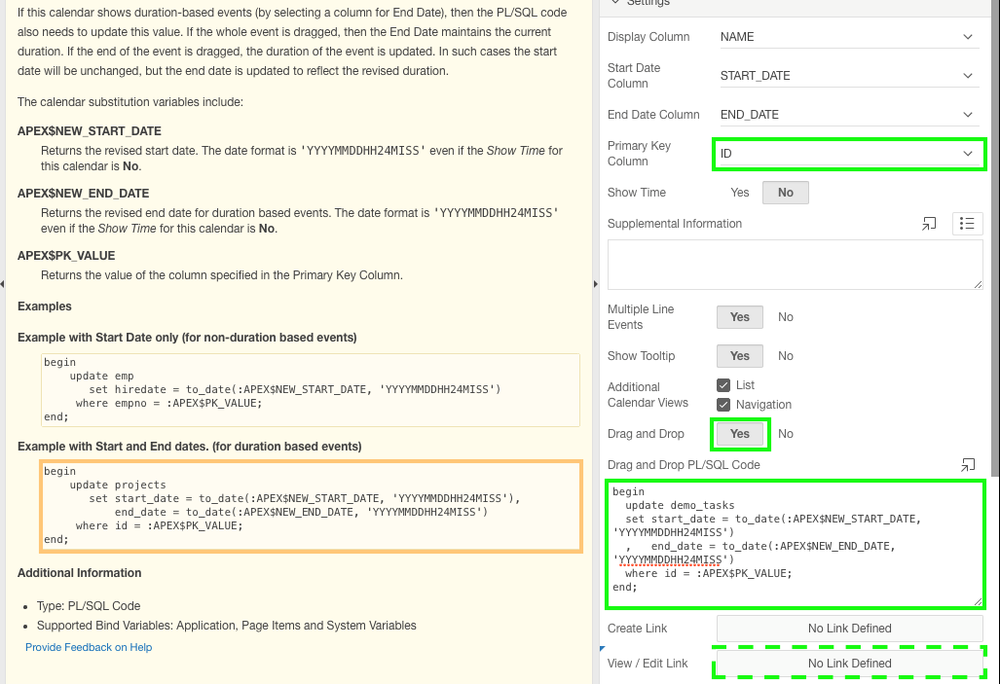 If this calendar shows duration-based events (by selecting a column for End Date), then the PL/SQL code
also needs to update this value. If the whole event is dragged, then the End Date maintains the current
duration. If the end of the event is dragged, the duration of the event is updated. In such cases the start
date will be unchanged, but the end date is updated to reflect the revised duration.
The calendar substitution variables include:
APEX$NEW_START_DATE
Returns the revised start date. The date format is 'YYYYMMDDHH24MISS' even if the Show Time for
this calendar is No.
APEX$NEW_END_DATE
Returns the revised end date for duration based events. The date format is 'YYYYMMDDHH24MISS'
even if the Show Time for this calendar is No.
APEX$PK_VALUE
Returns the value of the column specified in the Primary Key Column.
Examples
Example with Start Date only (for non-duration based events)
begin
    update emp
       set hiredate = to_date(:APEX$NEW_START_DATE, 'YYYYMMDDHH24MISS')
     where empno = :APEX$PK_VALUE;
end;
Example with Start and End dates. (for duration based events)
begin
    update projects
       set start_date = to_date(:APEX$NEW_START_DATE, 'YYYYMMDDHH24MISS'),
           end_date = to_date(:APEX$NEW_END_DATE, 'YYYYMMDDHH24MISS')
     where id = :APEX$PK_VALUE;
end;
Additional Information
• Type: PL/SQL Code
• Supported Bind Variables: Application, Page Items and System Variables
Provide Feedback on Help
Settings
Display Column NAME
Start Date
Column START_DATE
End Date Column END_DATE
Primary Key
Column ID
Show Time Yes No
Supplemental Information
Multiple Line
Events Yes No
Show Tooltip Yes No
Additional
Calendar Views
List
Navigation
Drag and Drop Yes No
Drag and Drop PL/SQL Code
begin
  update demo_tasks
  set start_date = to_date(:APEX$NEW_START_DATE,
'YYYYMMDDHH24MISS')
  ,   end_date = to_date(:APEX$NEW_END_DATE,
'YYYYMMDDHH24MISS')
  where id = :APEX$PK_VALUE;
end;
Create Link No Link Defined
View / Edit Link No Link Defined